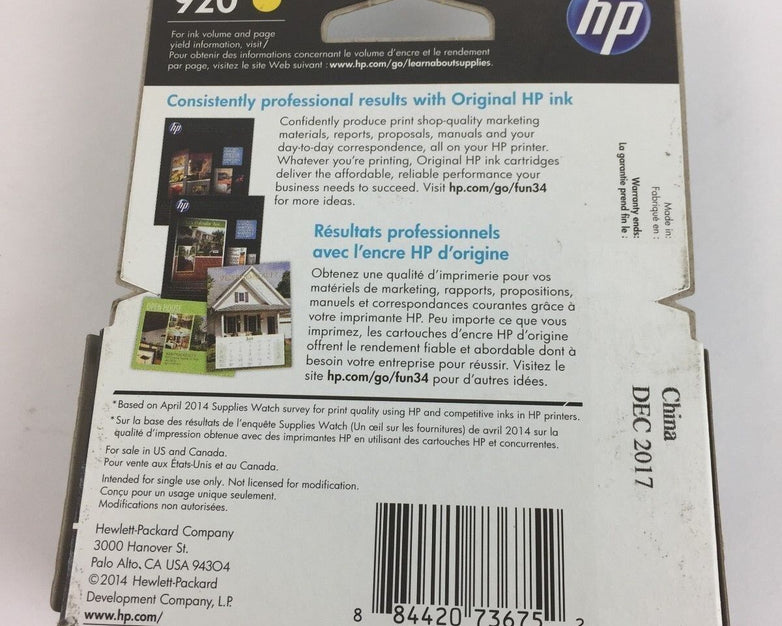 920
hp
For ink volume and page
yield information, visit/
Pour obtenir des informations concernant le volume d'encre et le rendement
par page, visitez le site Web suivant : www.hp.com/go/learnaboutsupplies.
Consistently professional results with Original HP ink
Confidently produce print shop-quality marketing
materials, reports, proposals, manuals and your
day-to-day correspondence, all on your HP printer.
Whatever you're printing, Original HP ink cartridges
deliver the affordable, reliable performance your
business needs to succeed. Visit hp.com/go/fun34
for more ideas.
hp
hp
Résultats professionnels
avec l'encre HP d'origine
Obtenez une qualité d'imprimerie pour vos
matériels de marketing, rapports, propositions,
manuels et correspondances courantes grâce à
votre imprimante HP. Peu importe ce que vous
imprimez, les cartouches d'encre HP d'origine
offrent le rendement fiable et abordable dont à
besoin votre entreprise pour réussir. Visitez le
site hp.com/go/fun34 pour d'autres idées.
OPEN HOUSE
Made in:
Fabriqué en :
Warranty ends:
La garantie prend fin le :
China
DEC 2017
*Based on April 2014 Supplies Watch survey for print quality using HP and competitive inks in HP printers.
*Sur la base des résultats de l'enquête Supplies Watch (Un œil sur les fournitures) de avril 2014 sur la
qualité d'impression obtenue avec des imprimantes HP en utilisant des cartouches HP et concurrentes.
For sale in US and Canada.
Pour vente aux États-Unis et au Canada.
Intended for single use only. Not licensed for modification.
Conçu pour un usage unique seulement.
Modifications non autorisées.
Hewlett-Packard Company
3000 Hanover St.
Palo Alto, CA USA 94304
©2014 Hewlett-Packard
Development Company, L.P.
www.hp.com/
8 84420 73675 2